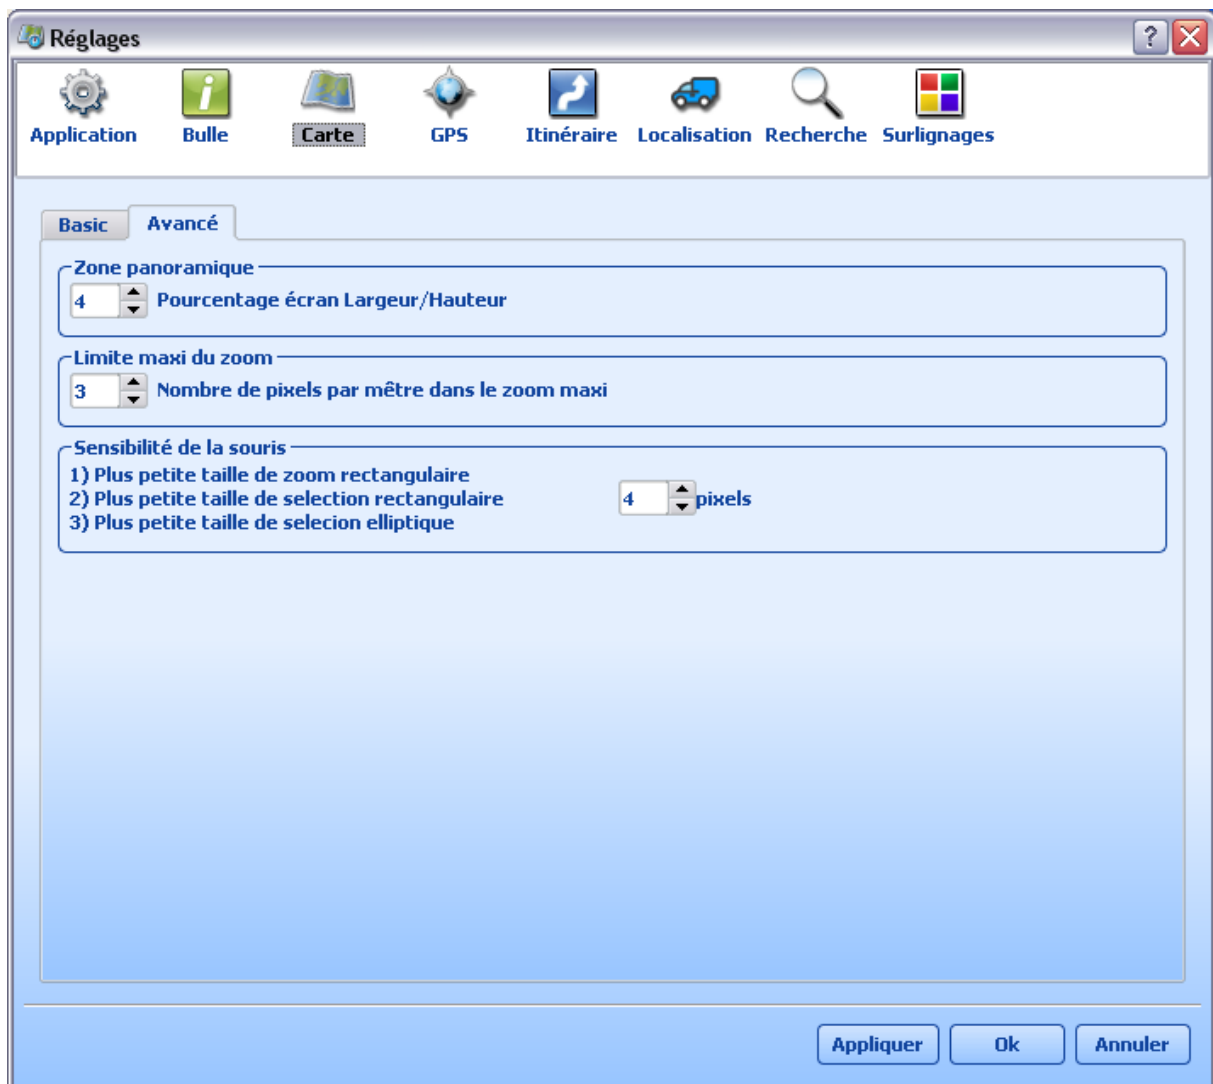 Réglages
Application Bulle Carte GPS Itinéraire Localisation Recherche Surlignages
Basic Avancé
Zone panoramique
4 Pourcentage écran Largeur/Hauteur
Limite maxi du zoom
3 Nombre de pixels par mêtre dans le zoom maxi
Sensibilité de la souris
1) Plus petite taille de zoom rectangulaire
2) Plus petite taille de selection rectangulaire 4 pixels
3) Plus petite taille de selecion elliptique
Appliquer Ok Annuler